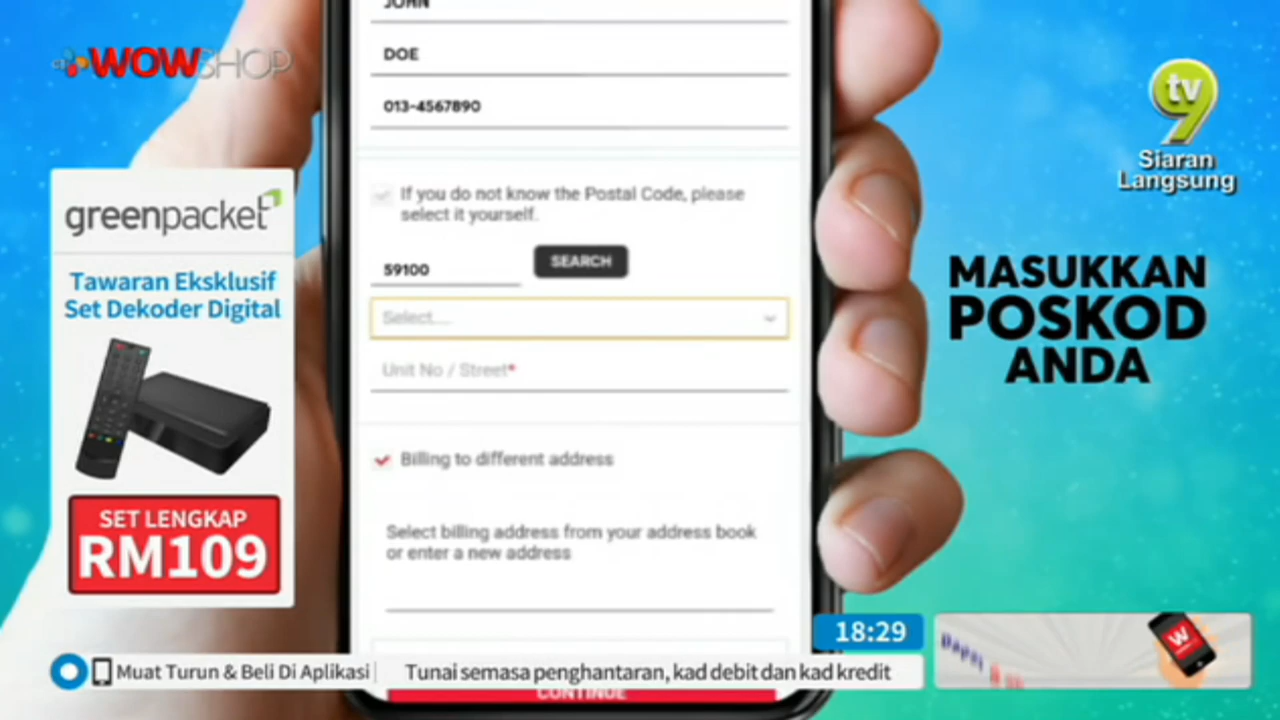 JOHN
DOE
013-4567890
CJ WOWSHOP
tv
9
Siaran
Langsung
If you do not know the Postal Code, please
select it yourself.
greenpacket
Tawaran Eksklusif
Set Dekoder Digital
SEARCH
59100
Select....
MASUKKAN
POSKOD
ANDA
Unit No / Street*
Billing to different address
SET LENGKAP
RM109
Select billing address from your address book
or enter a new address
18:29
W
Muat Turun & Beli Di Aplikasi
Tunai semasa penghantaran, kad debit dan kad kredit
CONTINUE